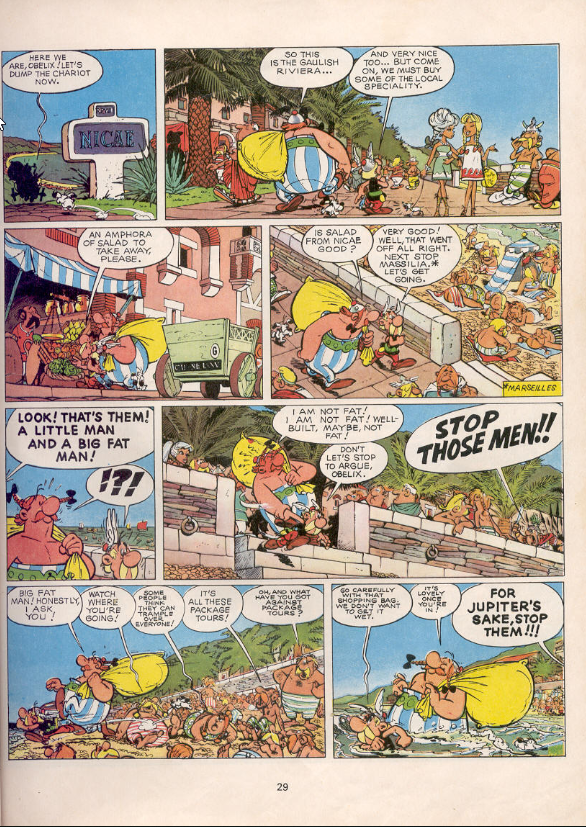 HERE WE
ARE, OBELIX! LET'S
DUMP THE CHARIOT
NOW.
NICAE
SO THIS
IS THE GAULISH
RIVIERA...
AND VERY NICE
TOO... BUT COME
ON, WE MUST BUY
SOME OF THE LOCAL
SPECIALITY.
AN AMPHORA
OF SALAD TO
TAKE AWAY,
PLEASE.
G
IS SALAD
FROM NICAE
GOOD?
VERY GOOD!
WELL, THAT WENT
OFF ALL RIGHT.
NEXT STOP
MASSILIA.*
LET'S GET
GOING.
*MARSEILLES
LOOK! THAT'S THEM!
A LITTLE MAN
AND A BIG FAT
MAN!
!?!
I AM NOT FAT!
I AM NOT FAT! WELL-
BUILT, MAYBE, NOT
FAT!
DON'T
LET'S STOP
TO ARGUE,
OBELIX.
STOP
THOSE MEN!!
BIG FAT
MAN! HONESTLY,
I ASK,
YOU!
WATCH
WHERE
YOU'RE
GOING!
SOME
PEOPLE
THINK
THEY CAN
TRAMPLE
OVER
EVERYONE!
IT'S
ALL THESE
PACKAGE
TOURS!
OH, AND WHAT
HAVE YOU GOT
AGAINST
PACKAGE
TOURS?
GO CAREFULLY
WITH THAT
SHOPPING BAG.
WE DON'T WANT
TO GET IT
WET.
IT'S
LOVELY
ONCE
YOU'RE
IN!
FOR
JUPITER'S
SAKE, STOP
THEM!!!
29